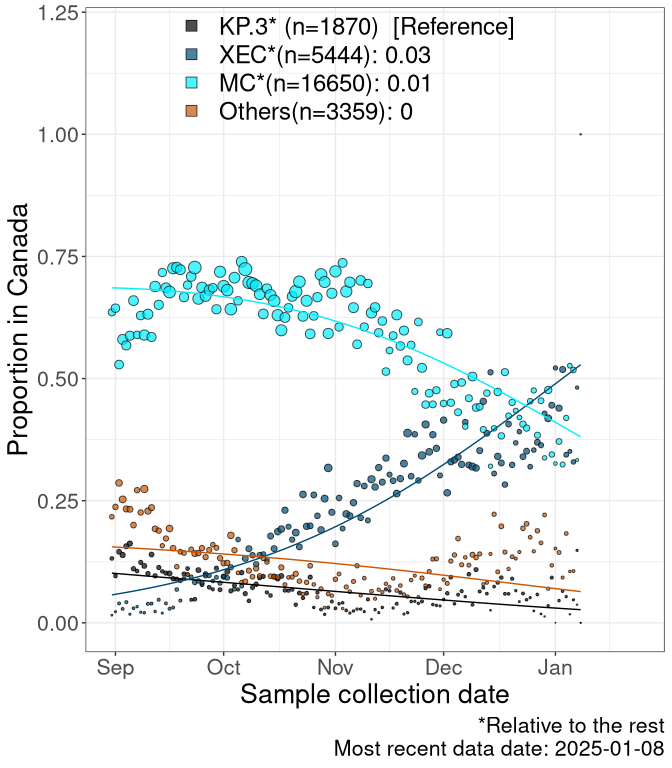 KP.3* (n=1870)  [Reference]
XEC*(n=5444): 0.03
MC*(n=16650): 0.01
Others(n=3359): 0
Proportion in Canada
1.25
1.00
0.75
0.50
0.25
0.00
Sep Oct Nov Dec Jan
Sample collection date
*Relative to the rest
Most recent data date: 2025-01-08